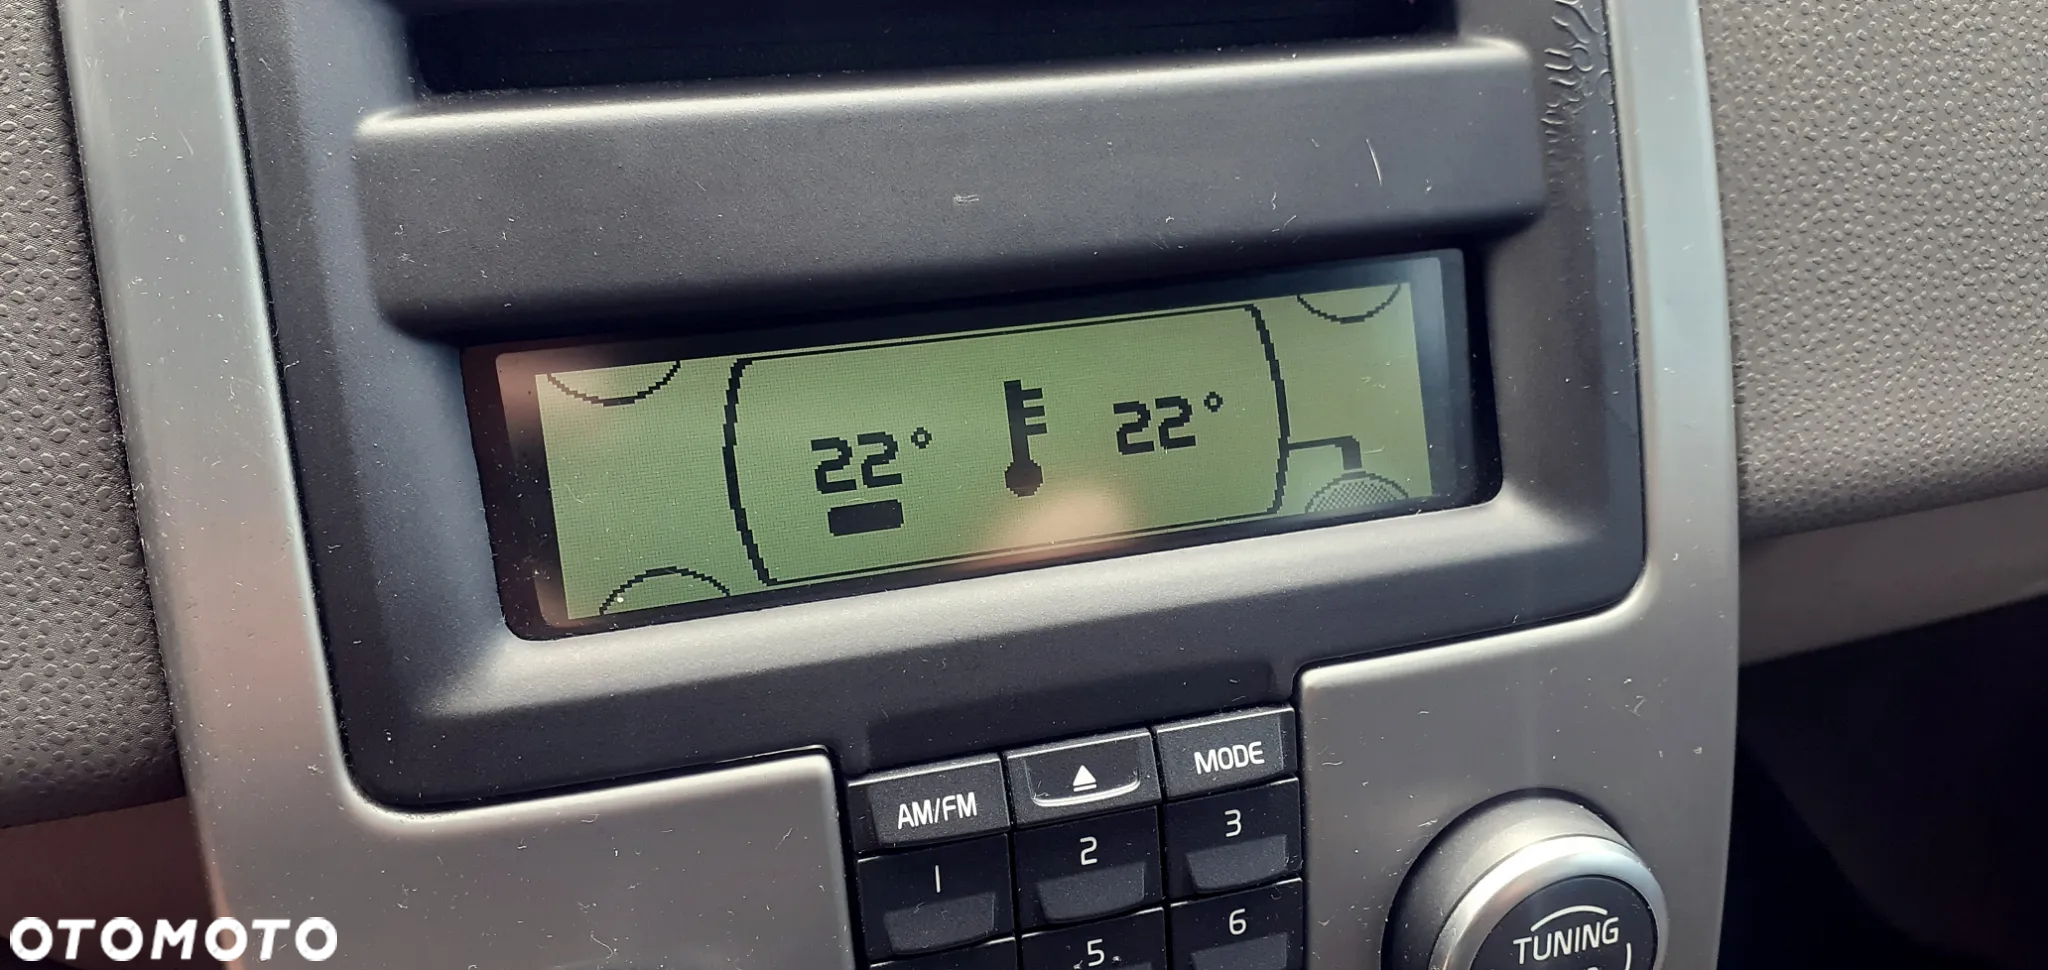 22° 22°
AM/FM MODE
1 2 3
5 6
TUNING
OTOMOTO